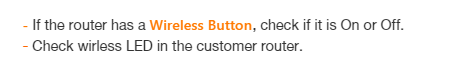 - If the router has a Wireless Button, check if it is On or Off.
- Check wirless LED in the customer router.